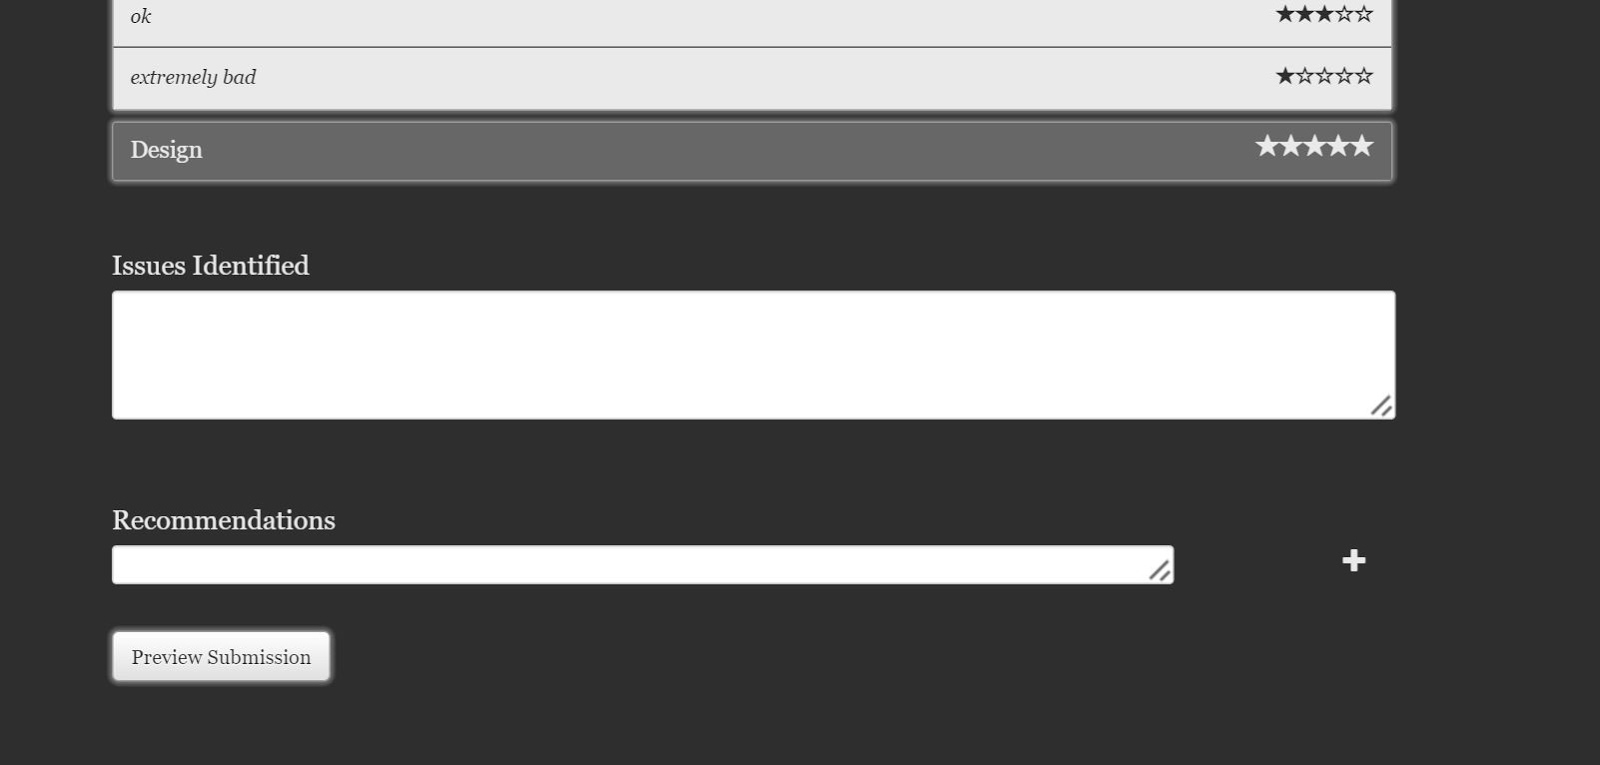 ok ★★★☆☆
extremely bad ★☆☆☆☆
Design ★★★★★
Issues Identified
Recommendations
Preview Submission